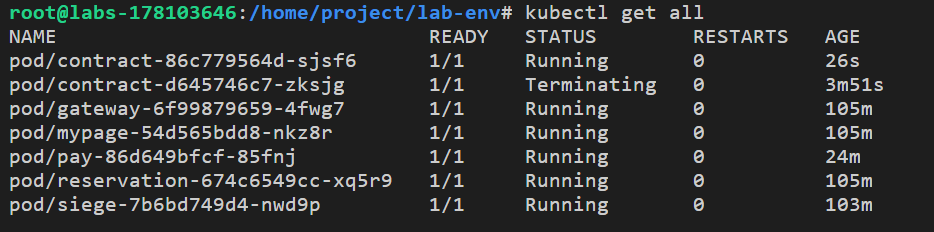 root@labs-178103646:/home/project/lab-env# kubectl get all
NAME READY STATUS RESTARTS AGE
pod/contract-86c779564d-sjsf6 1/1 Running 0 26s
pod/contract-d645746c7-zksjg 1/1 Terminating 0 3m51s
pod/gateway-6f99879659-4fwg7 1/1 Running 0 105m
pod/mypage-54d565bdd8-nkz8r 1/1 Running 0 105m
pod/pay-86d649bfcf-85fnj 1/1 Running 0 24m
pod/reservation-674c6549cc-xq5r9 1/1 Running 0 105m
pod/siege-7b6bd749d4-nwd9p 1/1 Running 0 103m